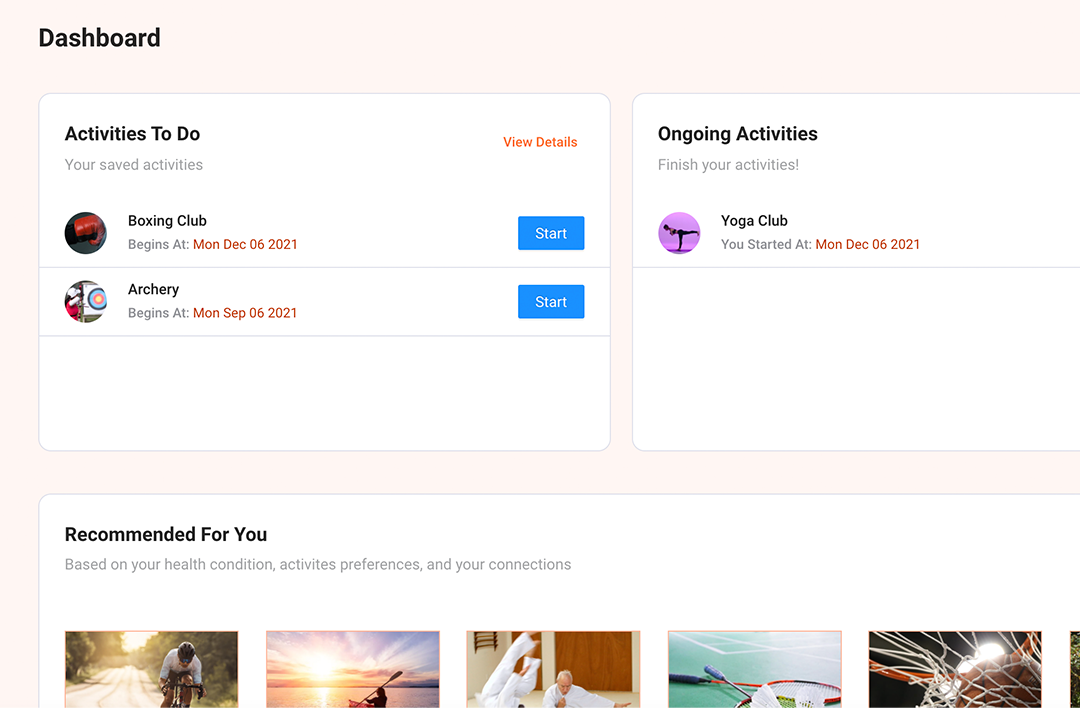 Dashboard
Activities To Do
View Details
Your saved activities
Boxing Club
Begins At: Mon Dec 06 2021
Start
Archery
Begins At: Mon Sep 06 2021
Start
Ongoing Activities
Finish your activities!
Yoga Club
You Started At: Mon Dec 06 2021
Recommended For You
Based on your health condition, activites preferences, and your connections